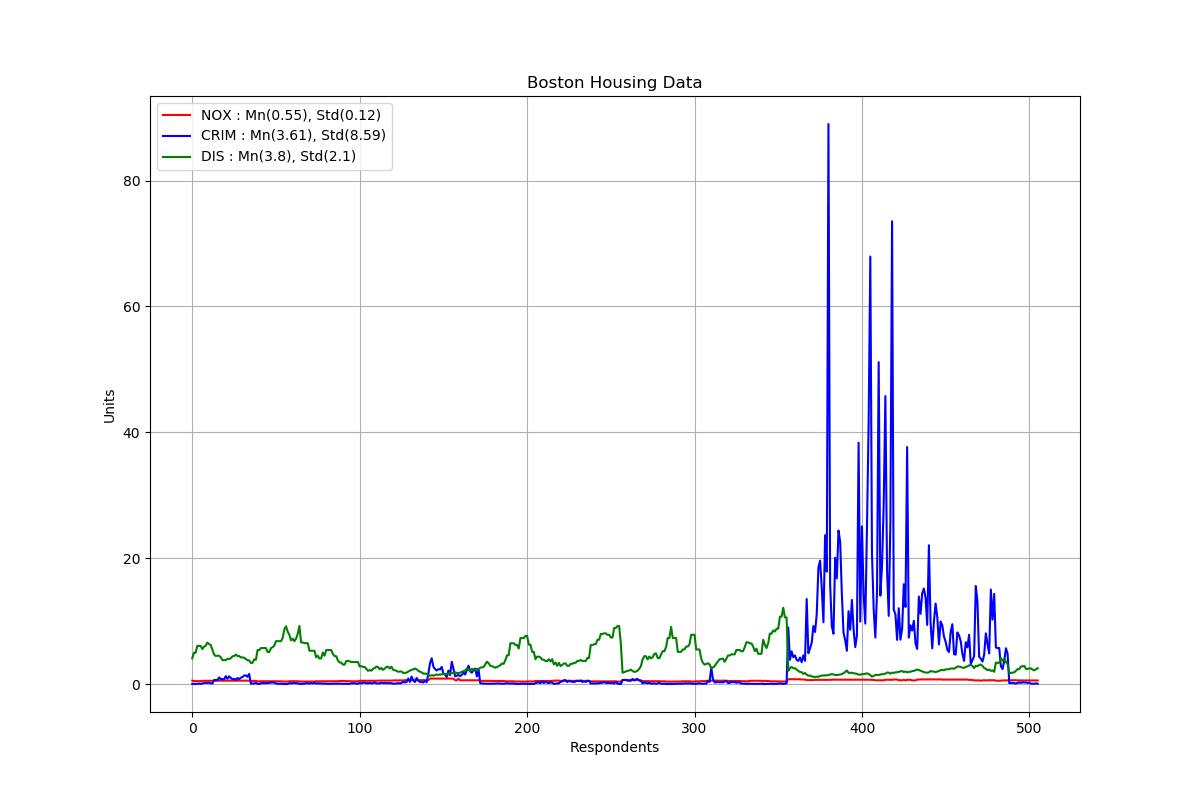 Boston Housing Data
NOX : Mn(0.55), Std(0.12)
CRIM : Mn(3.61), Std(8.59)
DIS : Mn(3.8), Std(2.1)
80
60
40
20
0
Units
0 100 200 300 400 500
Respondents